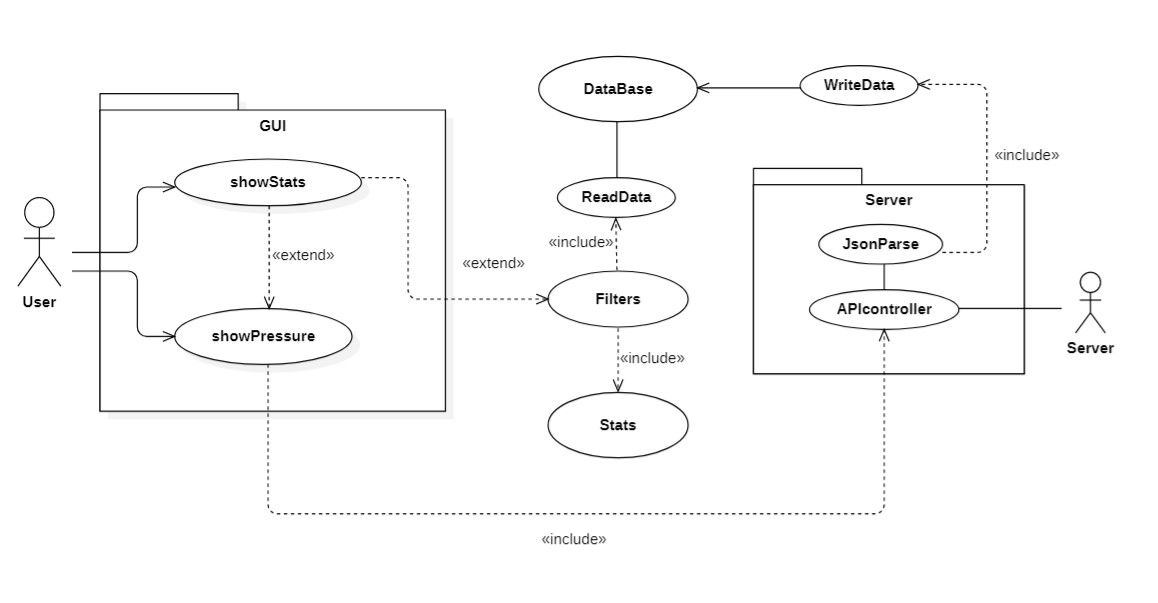 DataBase
WriteData
GUI
«include»
showStats
ReadData
Server
«include»
JsonParse
«extend»
«extend»
Filters
User
APIcontroller
showPressure
Server
«include»
Stats
«include»